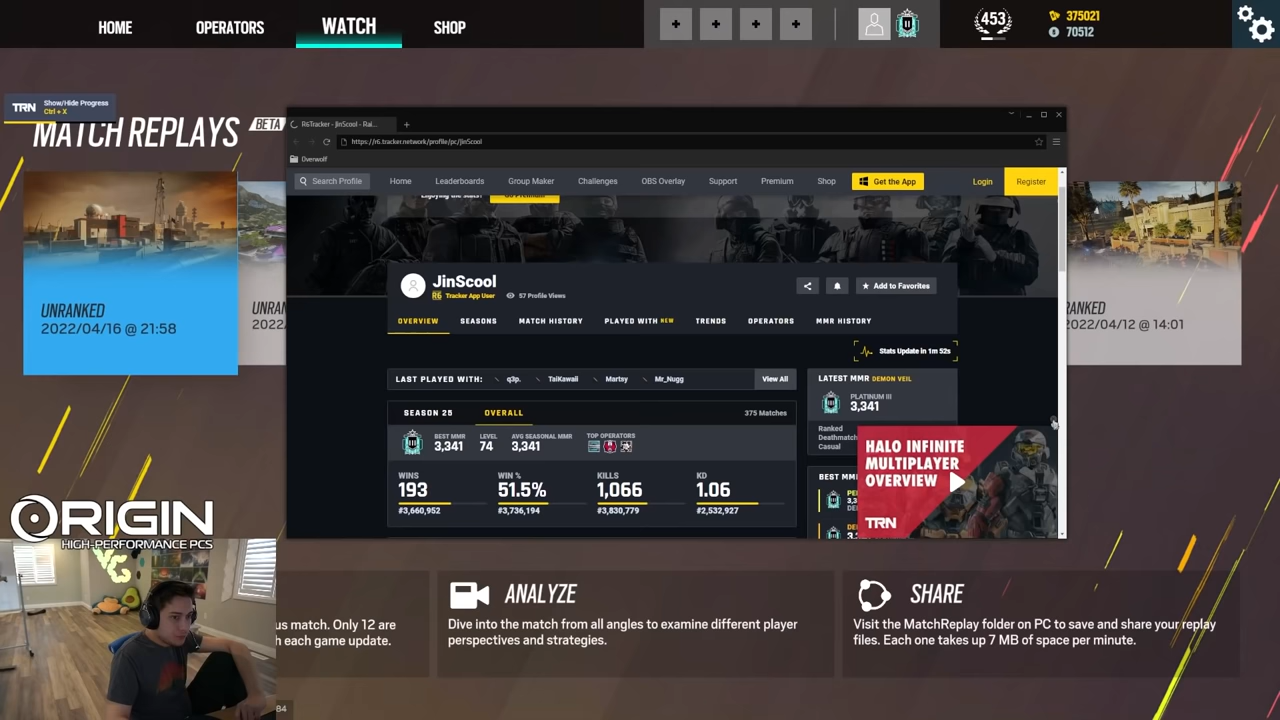 HOME
OPERATORS
WATCH
SHOP
453
375021
70512
TRN
Show/Hide Progress
Ctrl + X
MATCH REPLAYS
BETA
UNRANKED
2022/04/16 @ 21:58
UNRAN
2022/
RANKED
2022/04/12 @ 14:01
R6Tracker - JinScool - Rai...
https://r6.tracker.network/profile/pc/JinScool
Overwolf
Search Profile
Home
Leaderboards
Group Maker
Challenges
OBS Overlay
Support
Premium
Shop
Get the App
Login
Register
JinScool
R6 Tracker App User
57 Profile Views
Add to Favorites
OVERVIEW
SEASONS
MATCH HISTORY
PLAYED WITH NEW
TRENDS
OPERATORS
MMR HISTORY
Stats Update in 1m 52s
LAST PLAYED WITH:
q3p.
TaiKawaii
Martsy
Mr_Nugg
View All
SEASON 25
OVERALL
375 Matches
BEST MMR
3,341
LEVEL
74
AVG SEASONAL MMR
3,341
TOP OPERATORS
WINS
193
#3,660,952
WIN %
51.5%
#3,736,194
KILLS
1,066
#3,830,779
KD
1.06
#2,532,927
LATEST MMR DEMON VEIL
PLATINUM III
3,341
Ranked
Deathmatch
Casual
BEST MM
HALO INFINITE
MULTIPLAYER
OVERVIEW
TRN
ORIGIN
HIGH-PERFORMANCE PCS
us match. Only 12 are
h each game update.
ANALYZE
Dive into the match from all angles to examine different player
perspectives and strategies.
SHARE
Visit the MatchReplay folder on PC to save and share your replay
files. Each one takes up 7 MB of space per minute.
84